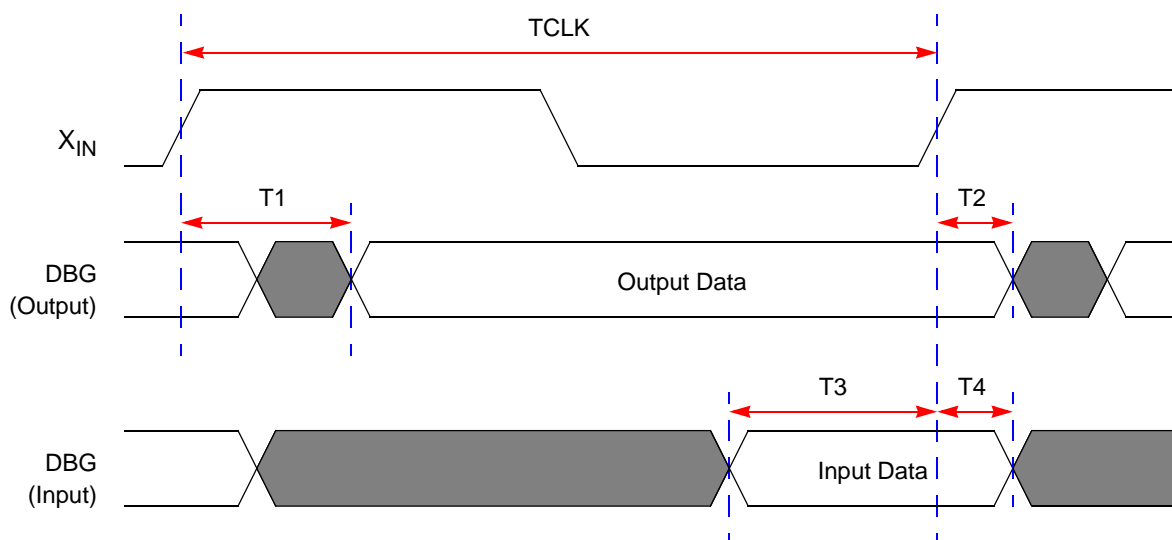 TCLK
XIN
T1
T2
DBG
(Output)
Output Data
T3
T4
DBG
(Input)
Input Data